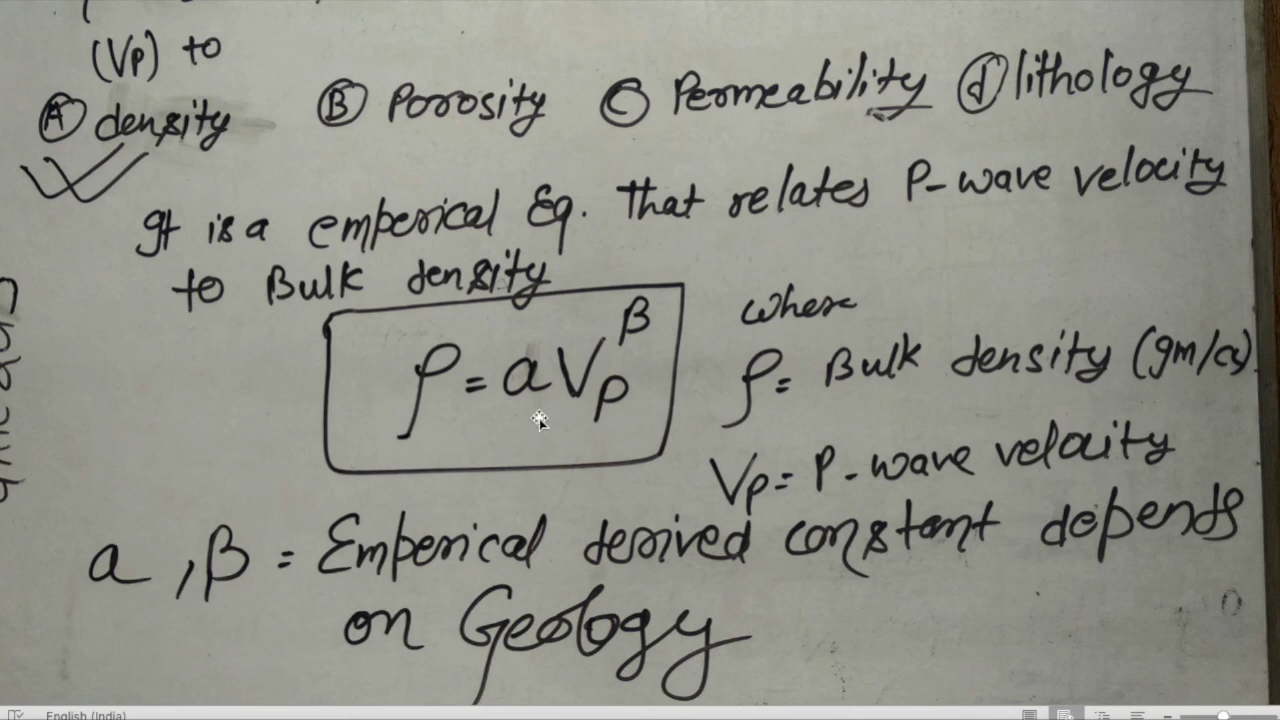 (Vp) to
(A) density (B) Porosity (C) Permeability (d) lithology
It is a emperical Eq. That relates P-wave velocity
to Bulk density
ρ = aVp^β
where
ρ = Bulk density (gm/cc)
Vp = P-wave velocity
a, β = Emperical derived constant depends
on Geology
English (India)